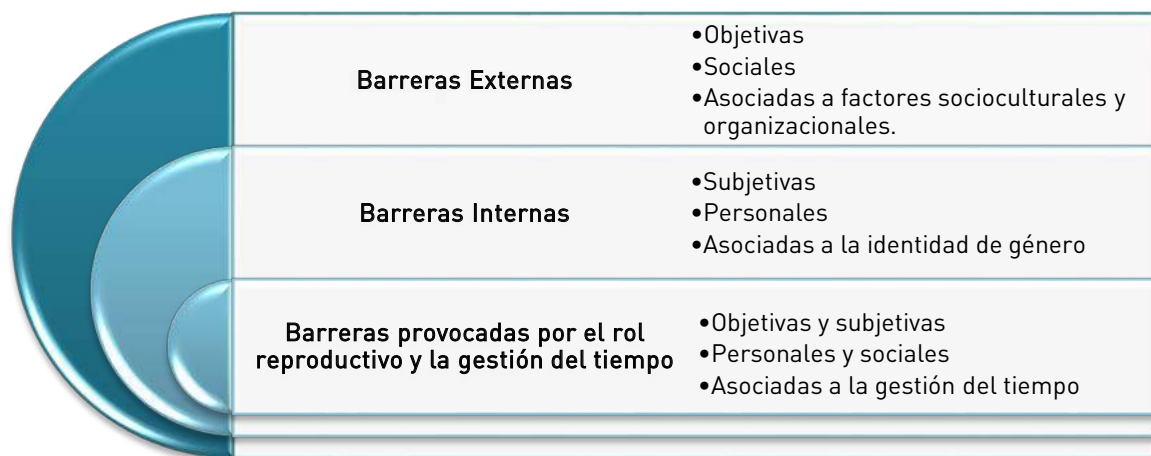 Barreras Externas
•Objetivas
•Sociales
•Asociadas a factores socioculturales y
organizacionales.
Barreras Internas
•Subjetivas
•Personales
•Asociadas a la identidad de género
Barreras provocadas por el rol
reproductivo y la gestión del tiempo
•Objetivas y subjetivas
•Personales y sociales
•Asociadas a la gestión del tiempo